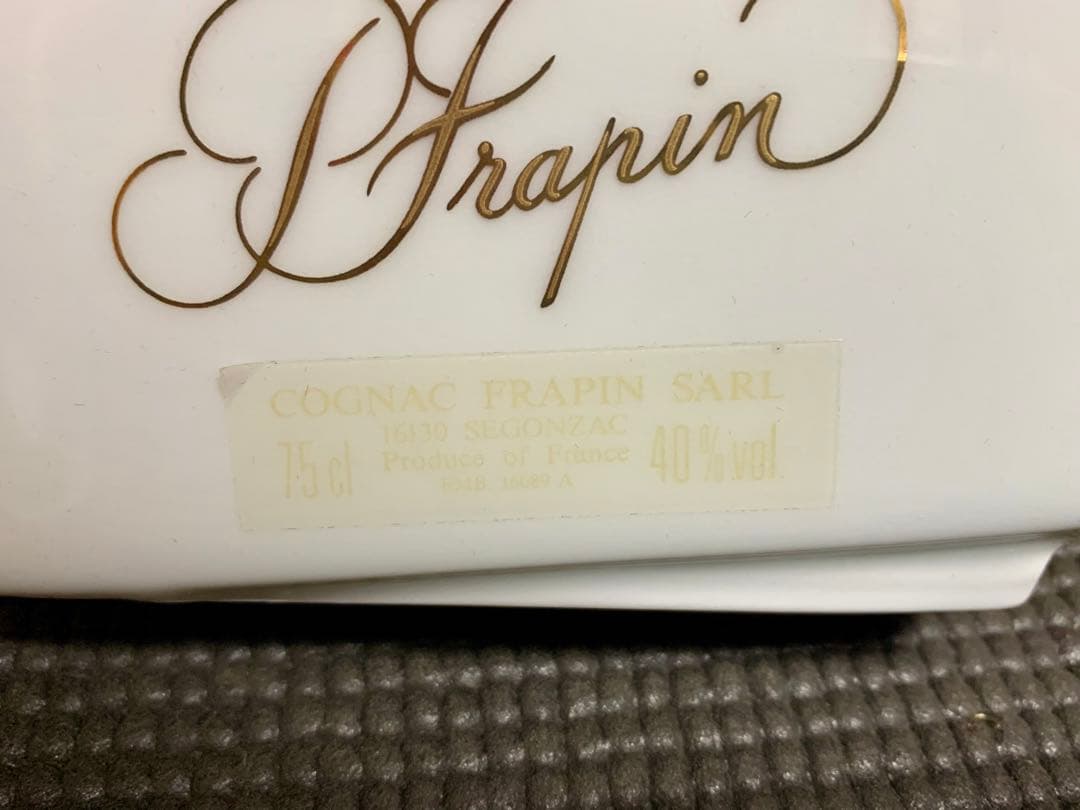 P Frapin
COGNAC FRAPIN SARL
16130 SEGONZAC
75 cl
Produce of France
40% vol
EMB. 16089 A